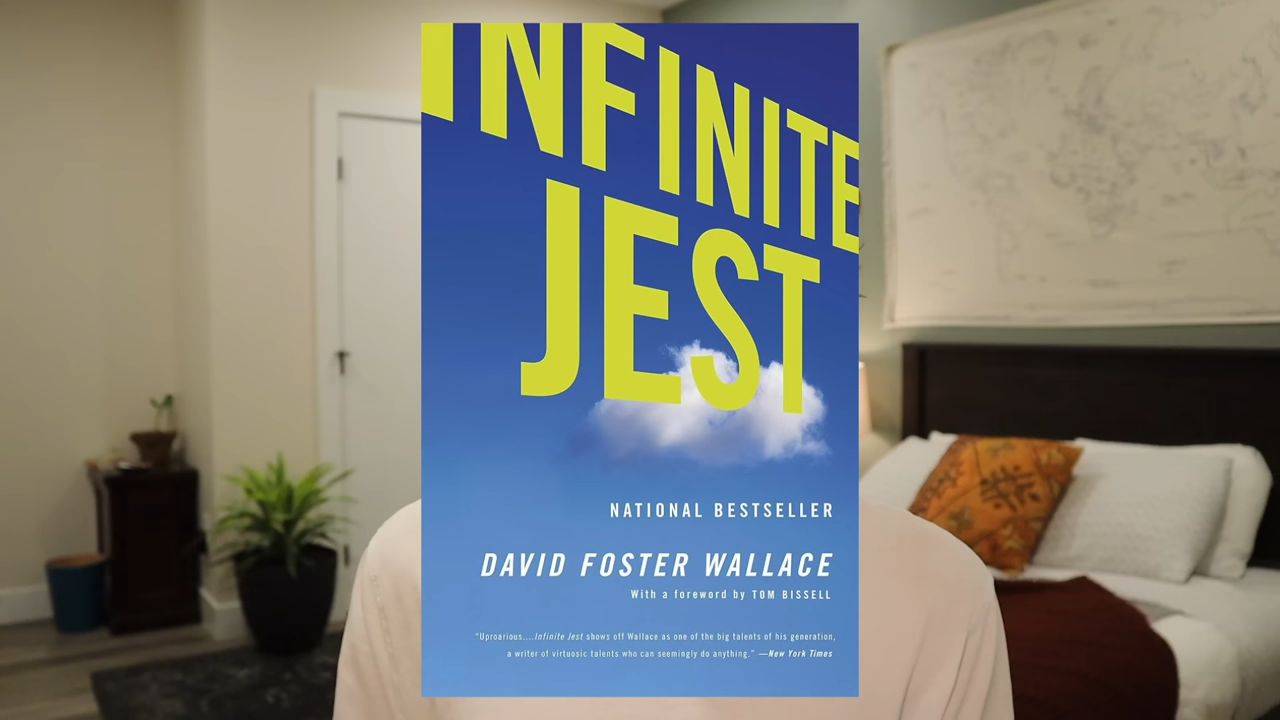 INFINITE
JEST
NATIONAL BESTSELLER
DAVID FOSTER WALLACE
With a foreword by TOM BISSELL
"Uproarious....Infinite Jest shows off Wallace as one of the big talents of his generation,
a writer of virtuosic talents who can seemingly do anything." —New York Times